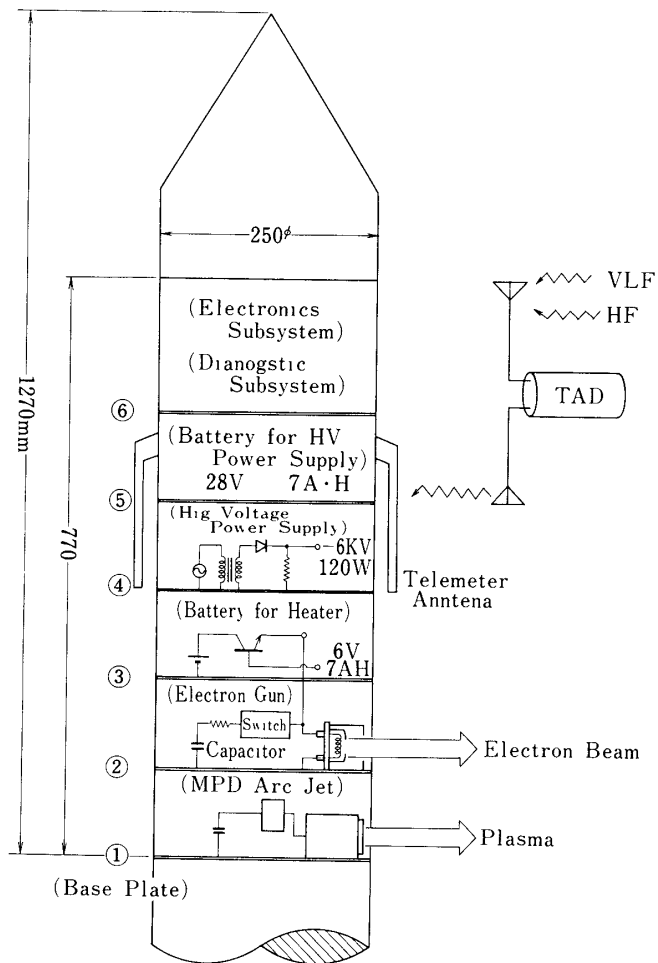 250ϕ
1270mm
770
(Electronics
Subsystem)
(Dianogstic
Subsystem)
VLF
HF
TAD
⑥
(Battery for HV
Power Supply)
28V 7A·H
⑤
(Hig Voltage
Power Supply)
−6KV
120W
④
Telemeter
Anntena
(Battery for Heater)
6V
7AH
③
(Electron Gun)
Switch
Capacitor
Electron Beam
②
(MPD Arc Jet)
Plasma
①
(Base Plate)